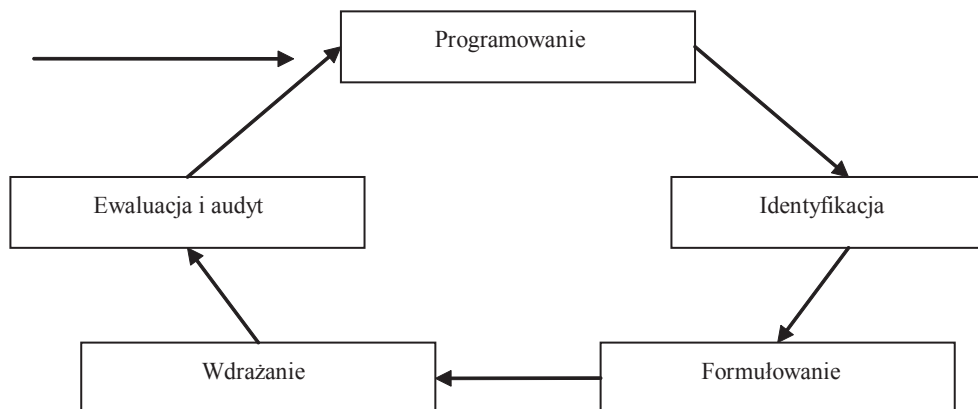 Programowanie
Ewaluacja i audyt
Identyfikacja
Wdrażanie
Formułowanie